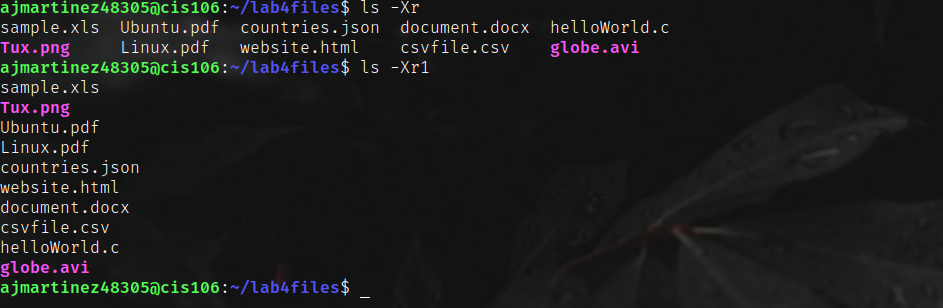 ajmartinez48305@cis106:~/lab4files$ ls -Xr
sample.xls  Ubuntu.pdf  countries.json  document.docx  helloWorld.c
Tux.png     Linux.pdf   website.html    csvfile.csv    globe.avi
ajmartinez48305@cis106:~/lab4files$ ls -Xr1
sample.xls
Tux.png
Ubuntu.pdf
Linux.pdf
countries.json
website.html
document.docx
csvfile.csv
helloWorld.c
globe.avi
ajmartinez48305@cis106:~/lab4files$ _